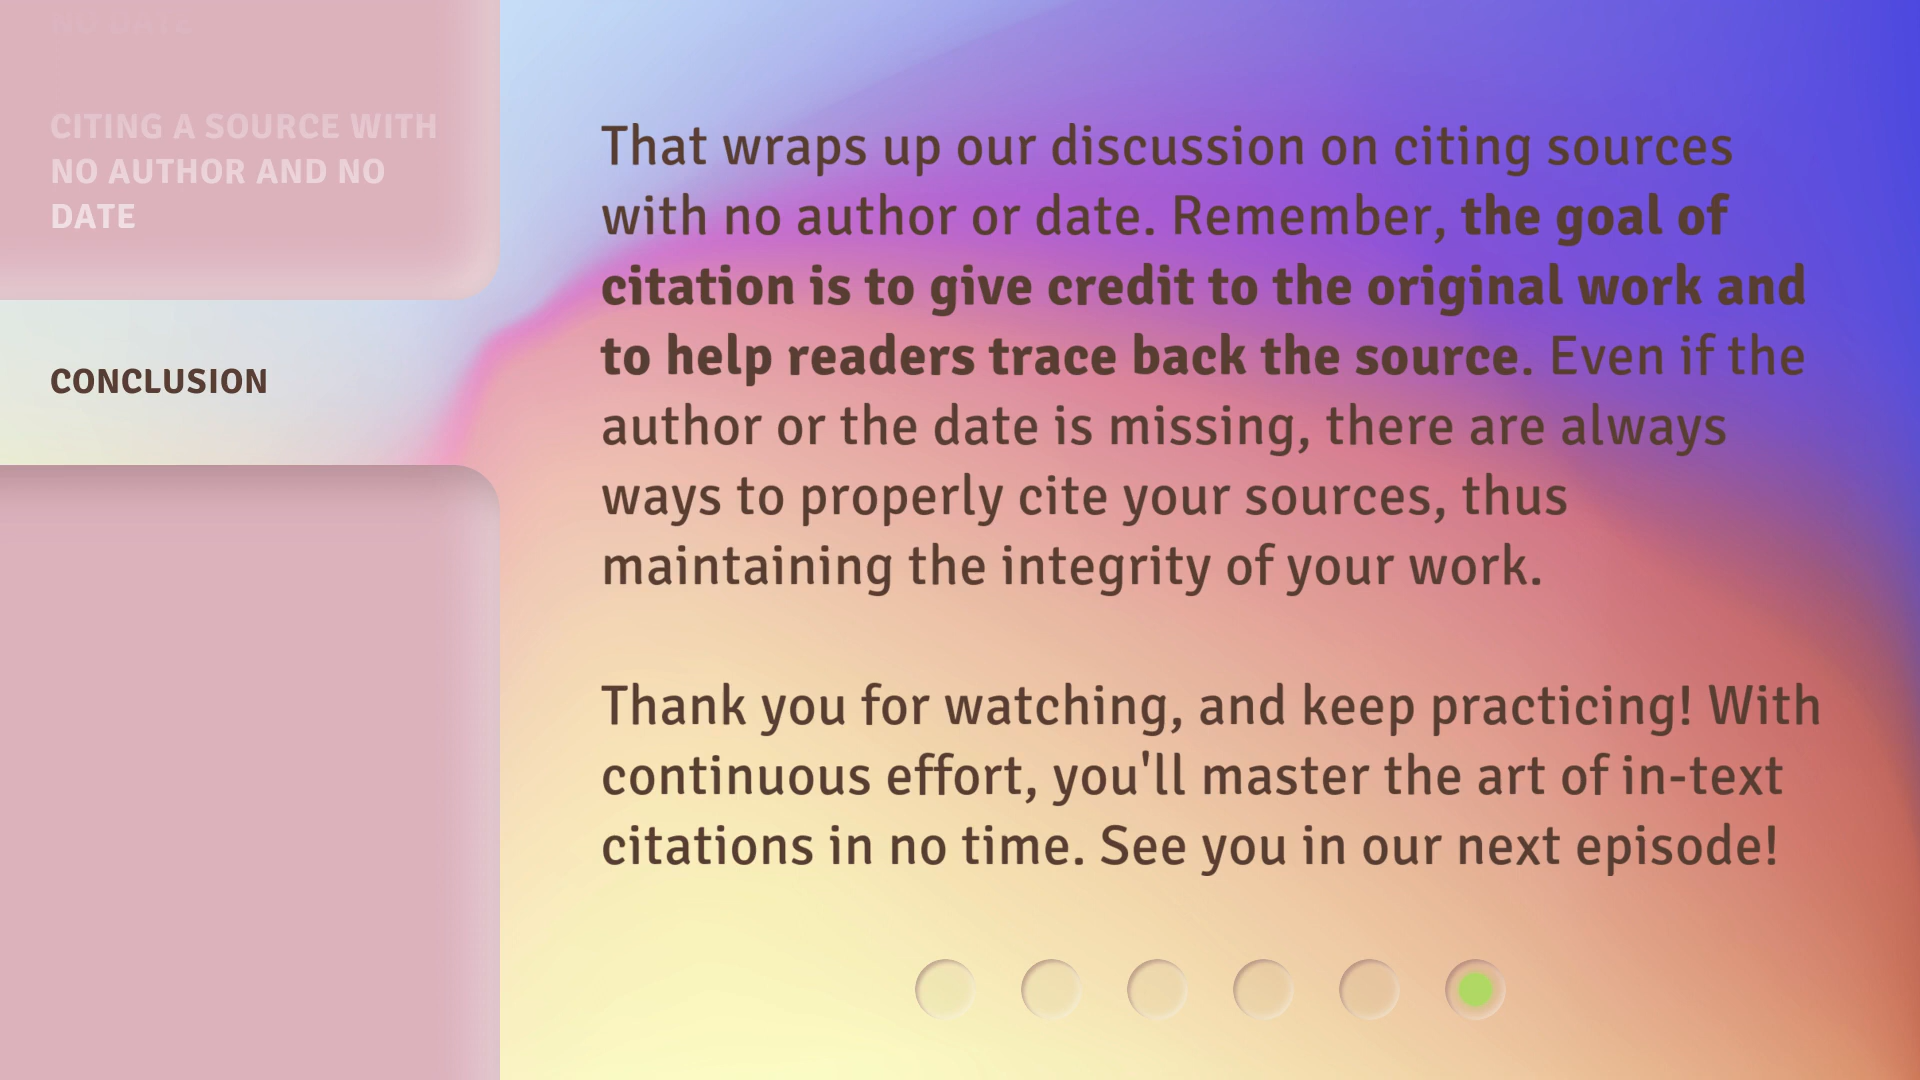 NO DATE
CITING A SOURCE WITH
NO AUTHOR AND NO
DATE
CONCLUSION
That wraps up our discussion on citing sources
with no author or date. Remember, the goal of
citation is to give credit to the original work and
to help readers trace back the source. Even if the
author or the date is missing, there are always
ways to properly cite your sources, thus
maintaining the integrity of your work.
Thank you for watching, and keep practicing! With
continuous effort, you'll master the art of in-text
citations in no time. See you in our next episode!